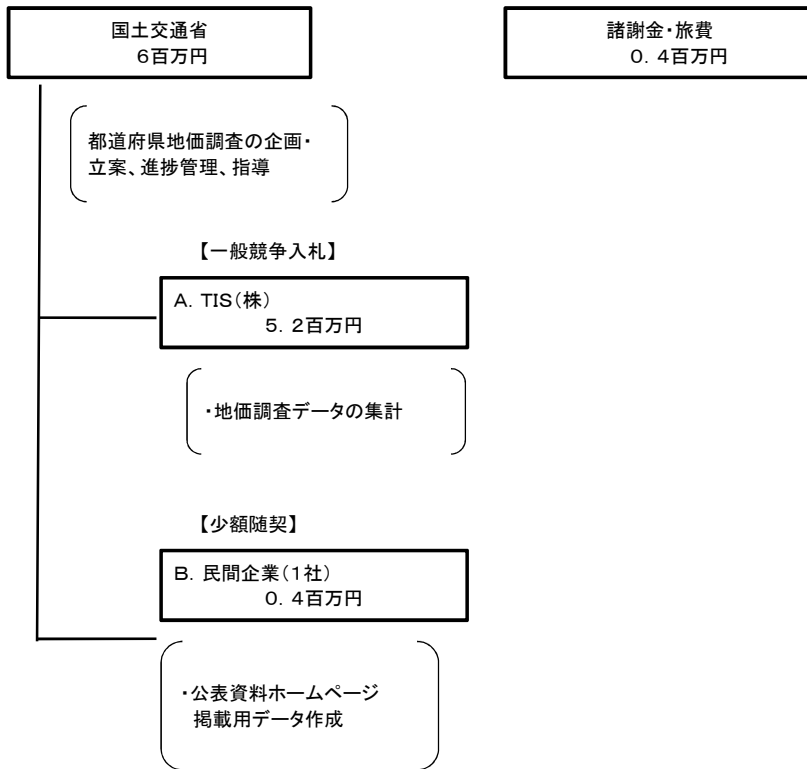 国土交通省
6百万円
諸謝金・旅費
0．4百万円
都道府県地価調査の企画・
立案、進捗管理、指導
【一般競争入札】
A．TIS（株）
5．2百万円
・地価調査データの集計
【少額随契】
B．民間企業（1社）
0．4百万円
・公表資料ホームページ
掲載用データ作成